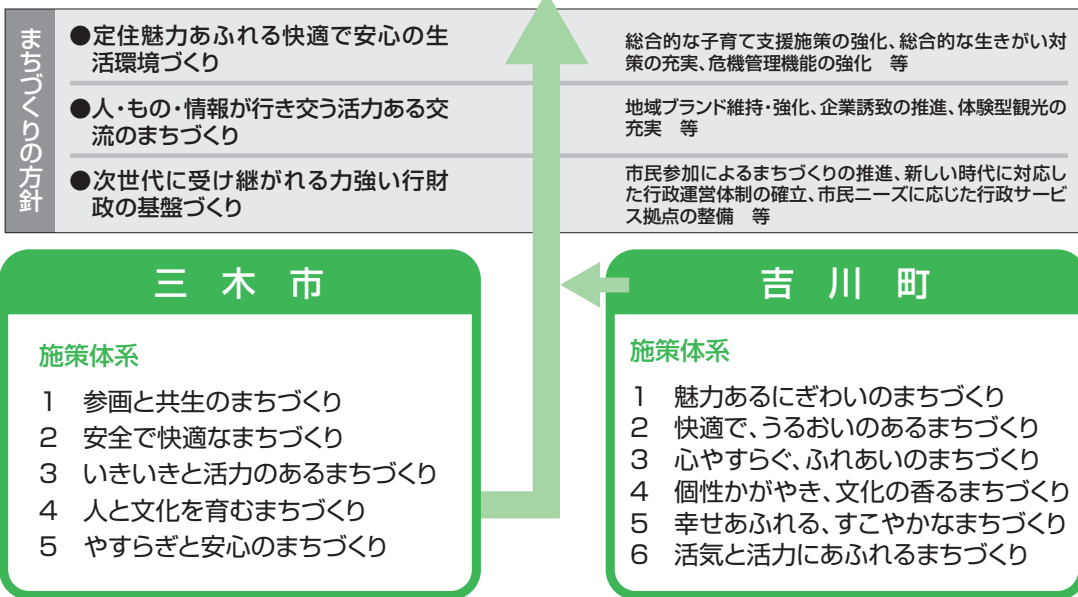 まちづくりの方針
●定住魅力あふれる快適で安心の生
活環境づくり
総合的な子育て支援施策の強化、総合的な生きがい対
策の充実、危機管理機能の強化　等
●人・もの・情報が行き交う活力ある交
流のまちづくり
地域ブランド維持・強化、企業誘致の推進、体験型観光の
充実　等
●次世代に受け継がれる力強い行財
政の基盤づくり
市民参加によるまちづくりの推進、新しい時代に対応し
た行政運営体制の確立、市民ニーズに応じた行政サービ
ス拠点の整備　等
三　木　市
施策体系
1　参画と共生のまちづくり
2　安全で快適なまちづくり
3　いきいきと活力のあるまちづくり
4　人と文化を育むまちづくり
5　やすらぎと安心のまちづくり
吉　川　町
施策体系
1　魅力あるにぎわいのまちづくり
2　快適で、うるおいのあるまちづくり
3　心やすらぐ、ふれあいのまちづくり
4　個性かがやき、文化の香るまちづくり
5　幸せあふれる、すこやかなまちづくり
6　活気と活力にあふれるまちづくり